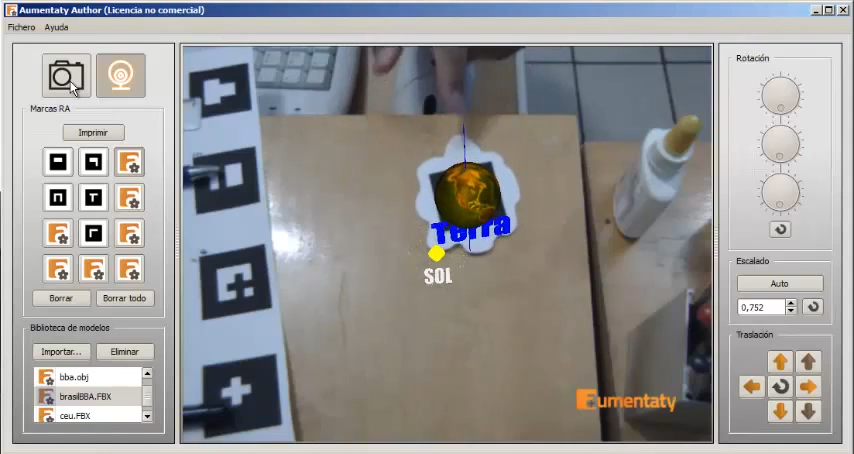 Aumentaty Author (Licencia no comercial)
Fichero Ayuda
Marcas RA
Imprimir
Borrar
Borrar todo
Biblioteca de modelos
Importar...
Eliminar
bba.obj
brasilBBA.FBX
ceu.FBX
Terra
SOL
aumentaty
Rotación
Escalado
Auto
0,752
Traslación